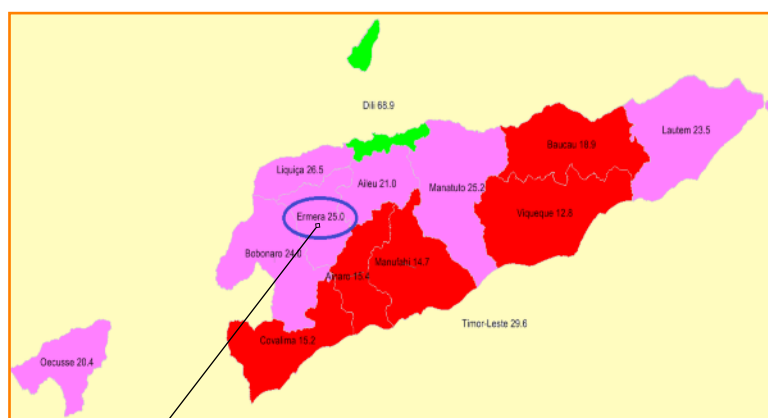 Dili 68.9
Lautem 23.5
Baucau 18.9
Liquiça 26.5
Aileu 21.0
Manatuto 25.2
Viqueque 12.8
Ermera 25.0
Bobonaro 24.0
Manufahi 14.7
Ainaro 15.4
Timor-Leste 29.6
Covalima 16.2
Oecusse 20.4